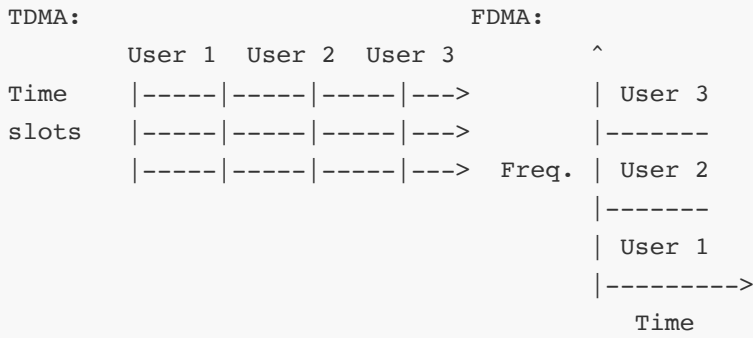 TDMA:                                  FDMA:
          User 1  User 2  User 3           ^
Time      |-----|-----|-----|--->          | User 3
slots     |-----|-----|-----|--->          |-------
          |-----|-----|-----|--->  Freq.   | User 2
                                           |-------
                                           | User 1
                                           |--------->
                                              Time